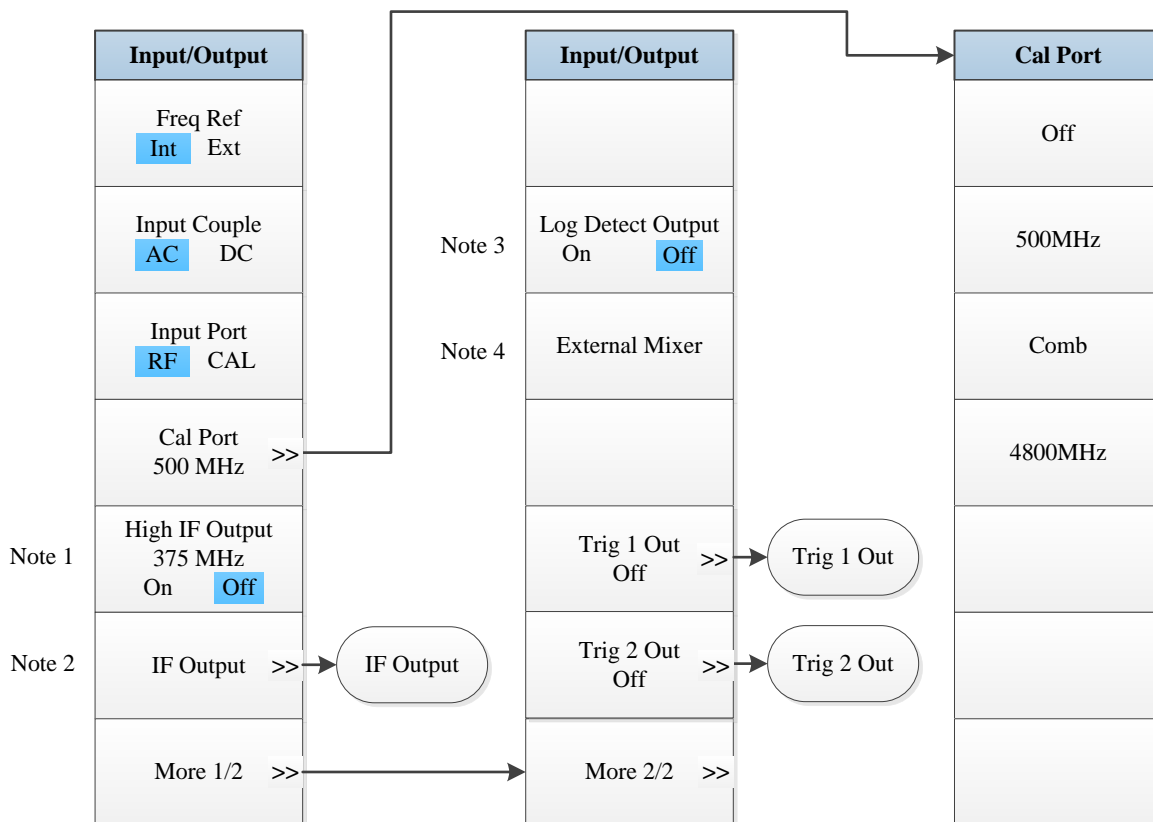 Input/Output
Freq Ref
Int Ext
Input Couple
AC DC
Input Port
RF CAL
Cal Port
500 MHz >>
Note 1
High IF Output
375 MHz
On Off
Note 2
IF Output >>
IF Output
More 1/2 >>
Input/Output
Note 3
Log Detect Output
On Off
Note 4
External Mixer
Trig 1 Out
Off >>
Trig 1 Out
Trig 2 Out
Off >>
Trig 2 Out
More 2/2 >>
Cal Port
Off
500MHz
Comb
4800MHz